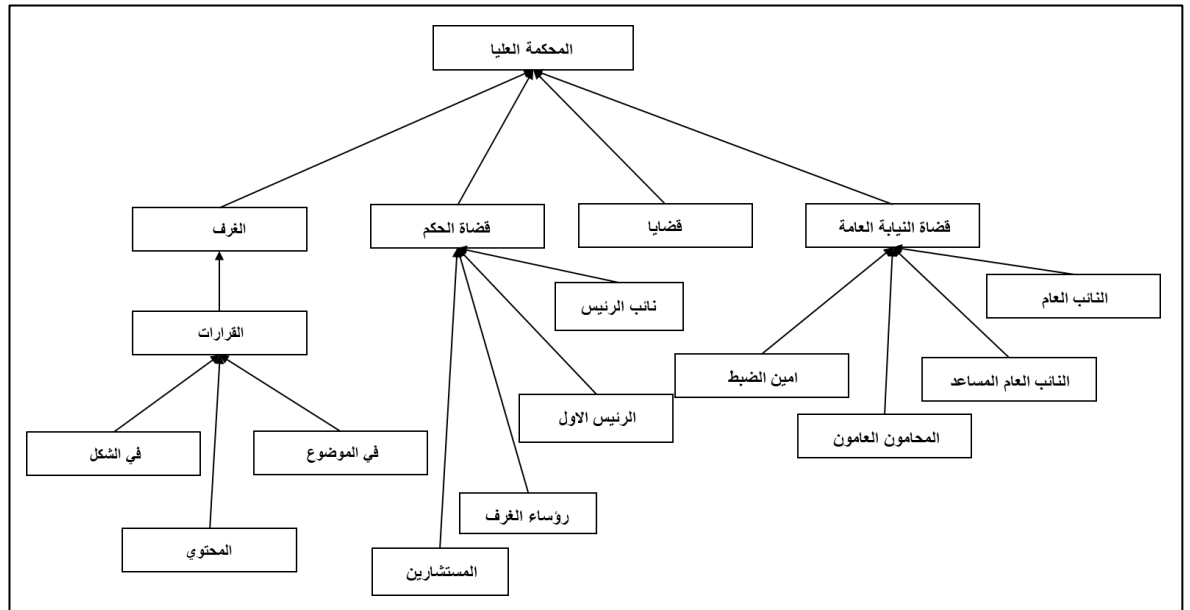 المحكمة العليا
قضاة النيابة العامة
قضايا
قضاة الحكم
الغرف
النائب العام
نائب الرئيس
القرارات
النائب العام المساعد
امين الضبط
الرئيس الاول
المحامون العامون
في الموضوع
في الشكل
رؤساء الغرف
المحتوي
المستشارين